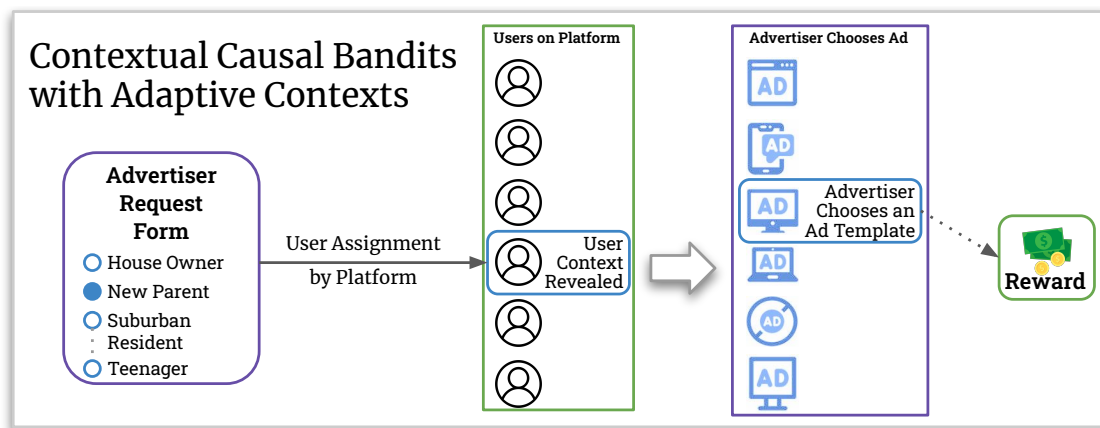 Contextual Causal Bandits
with Adaptive Contexts
Advertiser
Request
Form
House Owner
New Parent
Suburban
Resident
Teenager
User Assignment
by Platform
Users on Platform
User
Context
Revealed
Advertiser Chooses Ad
AD
AD
AD
Advertiser
Chooses an
Ad Template
AD
AD
AD
$
Reward